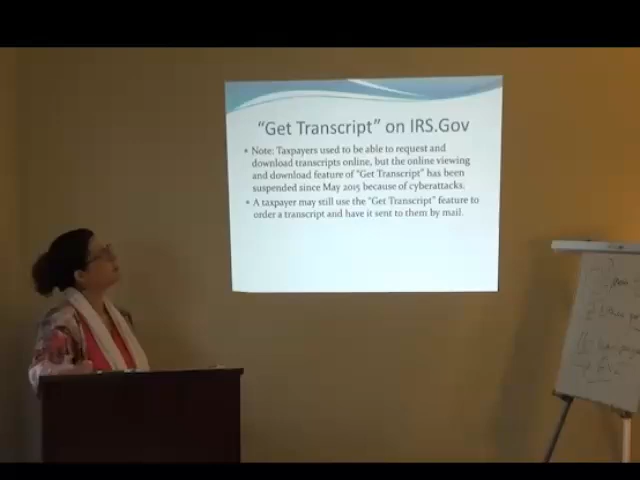 "Get Transcript" on IRS.Gov
• Note: Taxpayers used to be able to request and
download transcripts online, but the online viewing
and download feature of "Get Transcript" has been
suspended since May 2015 because of cyberattacks.
• A taxpayer may still use the "Get Transcript" feature to
order a transcript and have it sent to them by mail.